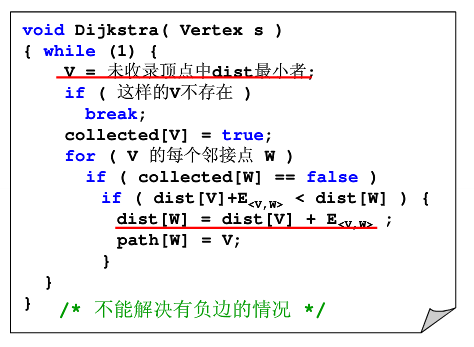 void Dijkstra( Vertex s )
{ while (1) {
V = 未收录顶点中dist最小者;
if ( 这样的V不存在 )
break;
collected[V] = true;
for ( V 的每个邻接点 W )
if ( collected[W] == false )
if ( dist[V]+E<V,W> < dist[W] ) {
dist[W] = dist[V] + E<V,W> ;
path[W] = V;
}
}
} /* 不能解决有负边的情况 */